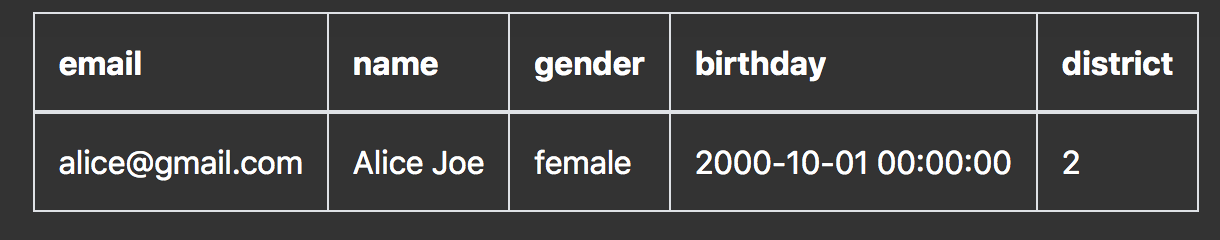 email name gender birthday district
alice@gmail.com Alice Joe female 2000-10-01 00:00:00 2